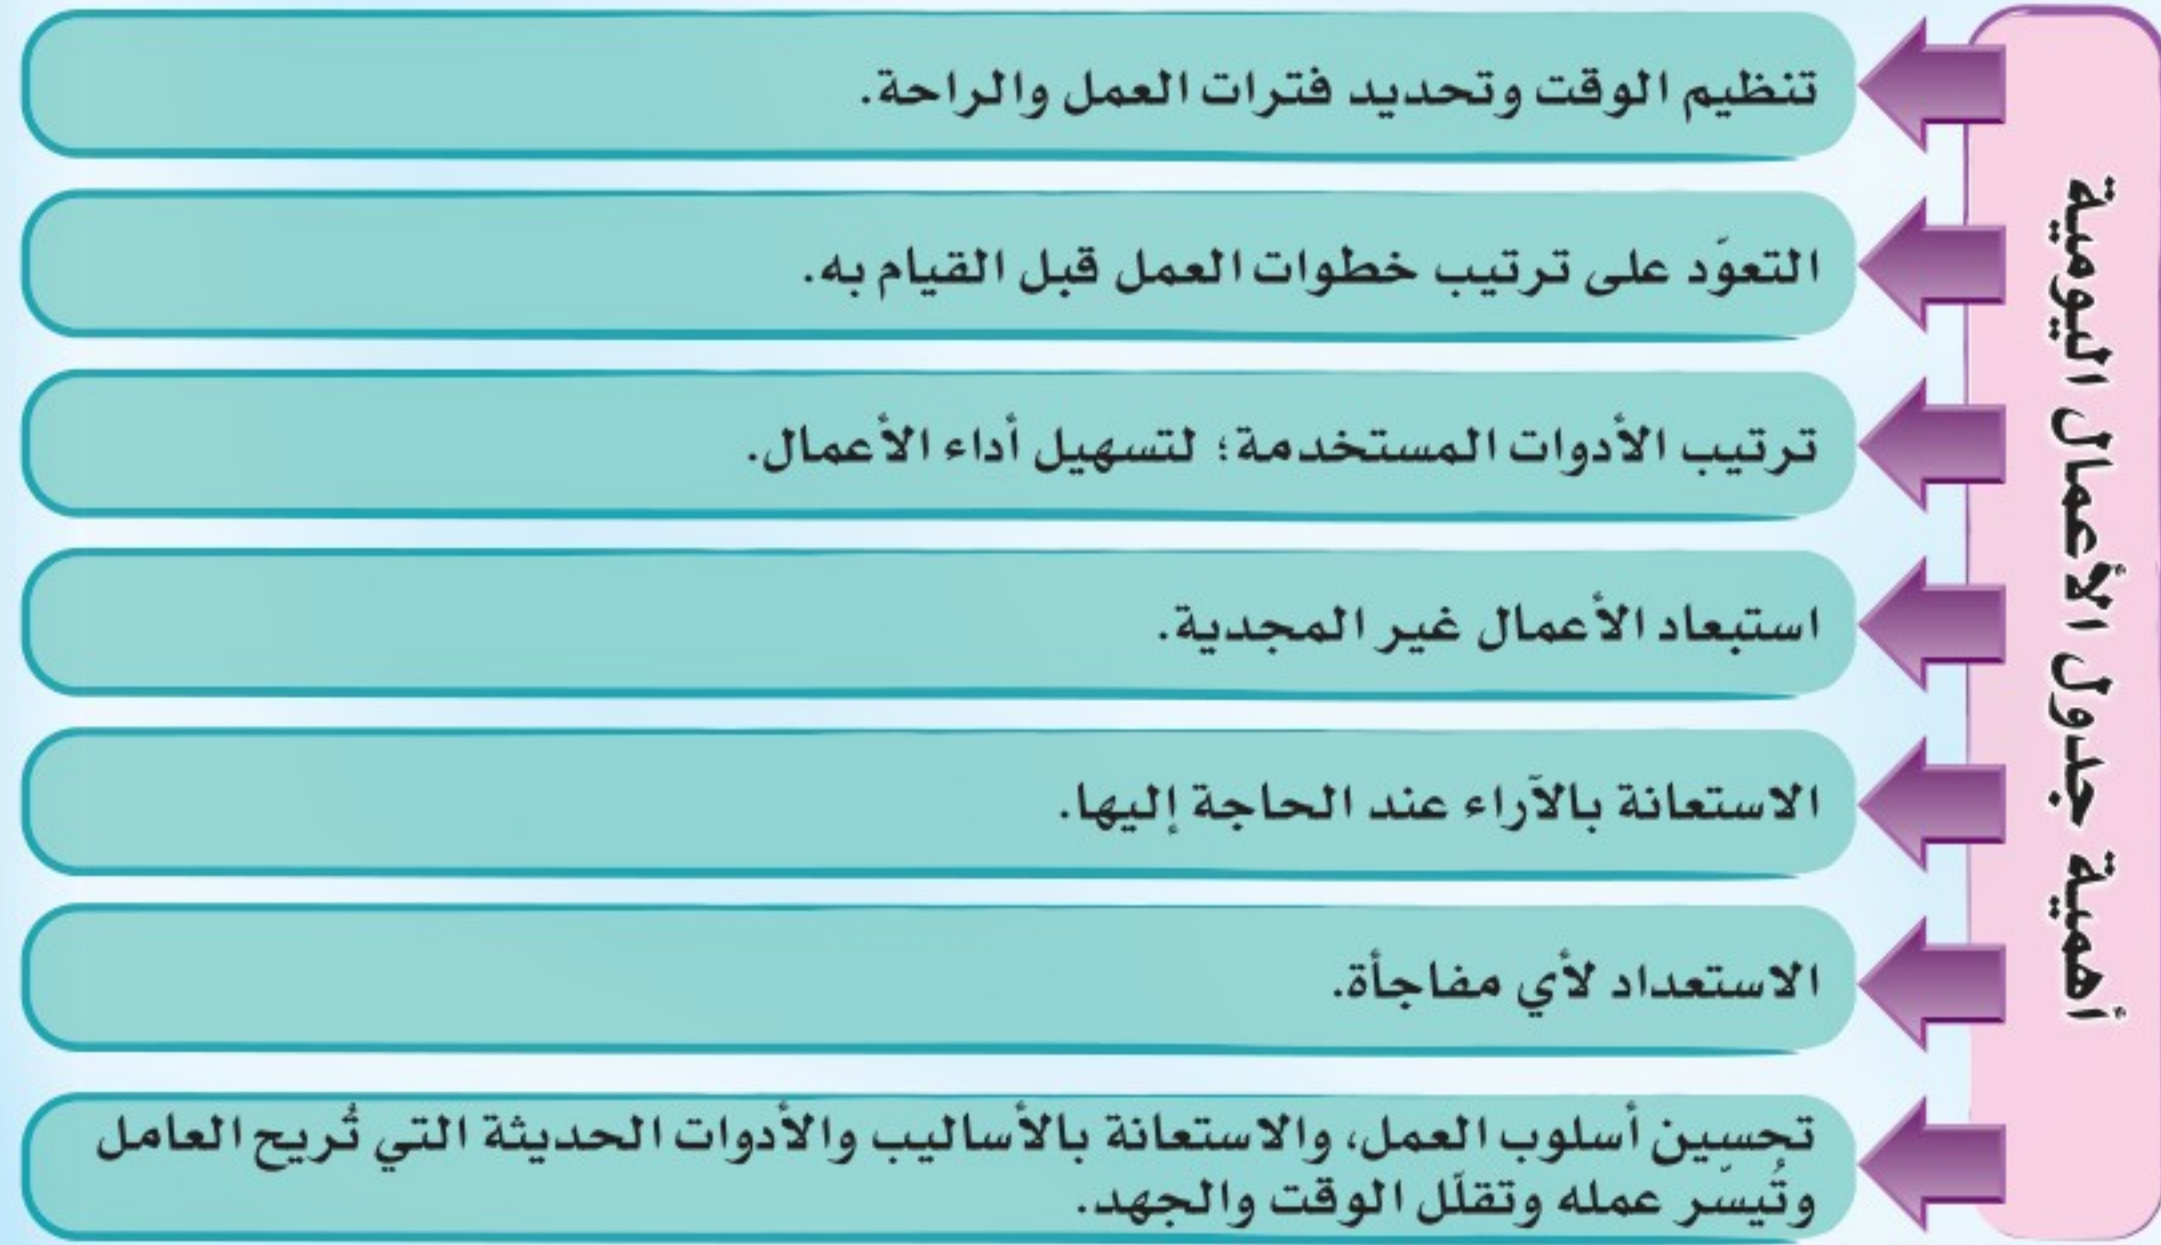 أهمية جدول الأعمال اليومية
تنظيم الوقت وتحديد فترات العمل والراحة.
التعوّد على ترتيب خطوات العمل قبل القيام به.
ترتيب الأدوات المستخدمة؛ لتسهيل أداء الأعمال.
استبعاد الأعمال غير المجدية.
الاستعانة بالآراء عند الحاجة إليها.
الاستعداد لأي مفاجأة.
تحسين أسلوب العمل، والاستعانة بالأساليب والأدوات الحديثة التي تُريح العامل
وتُيسّر عمله وتقلّل الوقت والجهد.